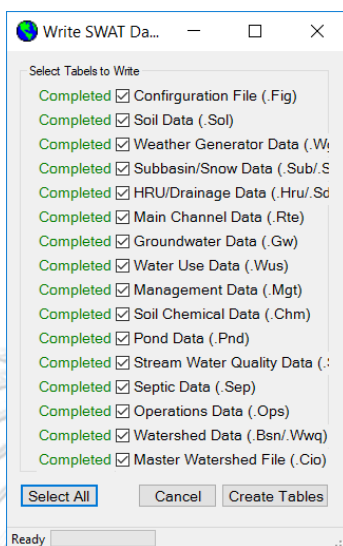 Write SWAT Da...
Select Tabels to Write
Completed Confirguration File (.Fig)
Completed Soil Data (.Sol)
Completed Weather Generator Data (.Wg
Completed Subbasin/Snow Data (.Sub/.S
Completed HRU/Drainage Data (.Hru/.Sd
Completed Main Channel Data (.Rte)
Completed Groundwater Data (.Gw)
Completed Water Use Data (.Wus)
Completed Management Data (.Mgt)
Completed Soil Chemical Data (.Chm)
Completed Pond Data (.Pnd)
Completed Stream Water Quality Data (.S
Completed Septic Data (.Sep)
Completed Operations Data (.Ops)
Completed Watershed Data (.Bsn/.Wwq)
Completed Master Watershed File (.Cio)
Select All Cancel Create Tables
Ready